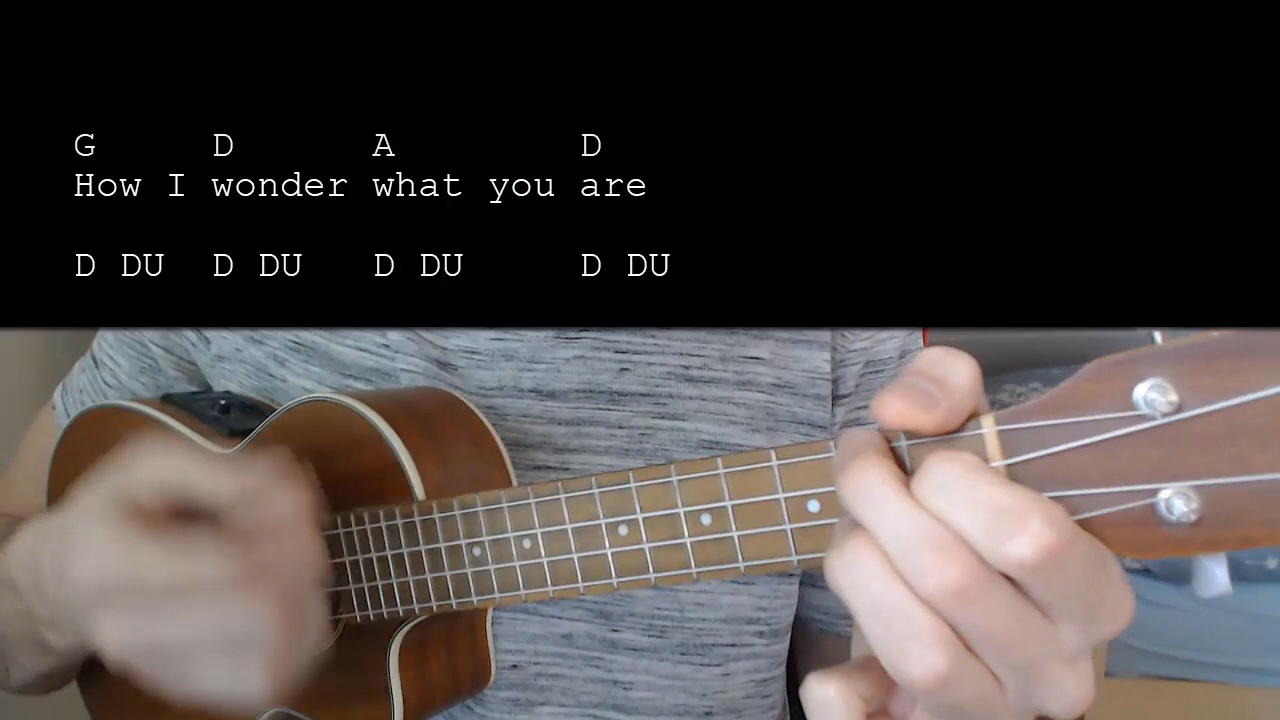 G     D      A        D
How I wonder what you are
D DU  D DU   D DU     D DU